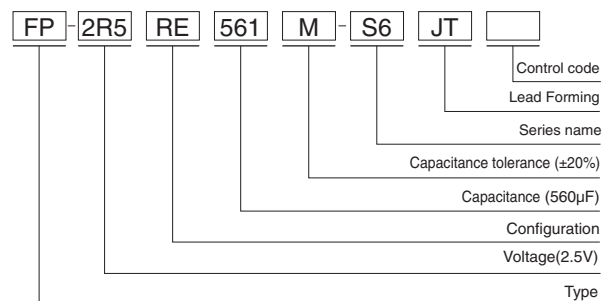 FP-2R5 RE 561 M-S6 JT
Control code
Lead Forming
Series name
Capacitance tolerance (±20%)
Capacitance (560µF)
Configuration
Voltage(2.5V)
Type